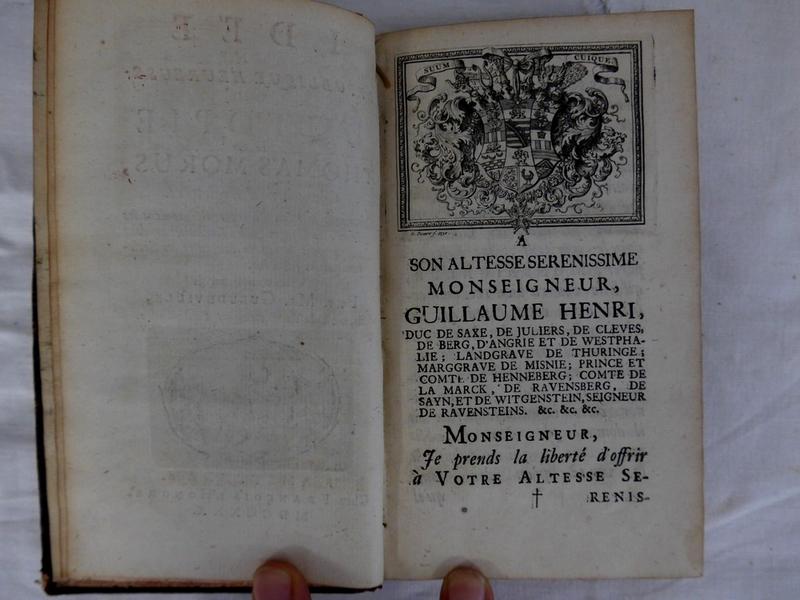 SUUM CUIQUE
A
SON ALTESSE SERENISSIME
MONSEIGNEUR,
GUILLAUME HENRI,
DUC DE SAXE, DE JULIERS, DE CLEVES,
DE BERG, D'ANGRIE ET DE WESTPHA-
LIE; LANDGRAVE DE THURINGE;
MARGGRAVE DE MISNIE; PRINCE ET
COMTE DE HENNEBERG; COMTE DE
LA MARCK, DE RAVENSBERG, DE
SAYN, ET DE WITGENSTEIN, SEIGNEUR
DE RAVENSTEINS. &c. &c. &c.
MONSEIGNEUR,
Je prends la liberté d'offrir
à VOTRE ALTESSE SE-
† RENIS-